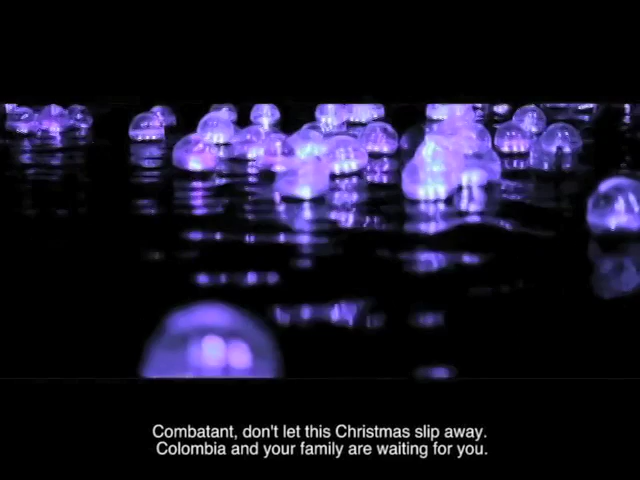 Combatant, don't let this Christmas slip away.
Colombia and your family are waiting for you.